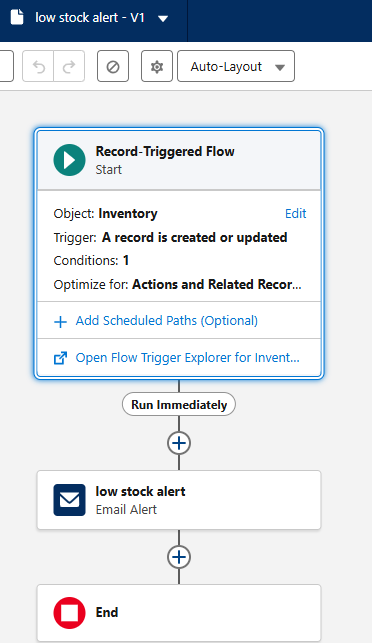 low stock alert - V1
Auto-Layout
Record-Triggered Flow
Start
Object: Inventory Edit
Trigger: A record is created or updated
Conditions: 1
Optimize for: Actions and Related Recor...
Add Scheduled Paths (Optional)
Open Flow Trigger Explorer for Invent...
Run Immediately
low stock alert
Email Alert
End